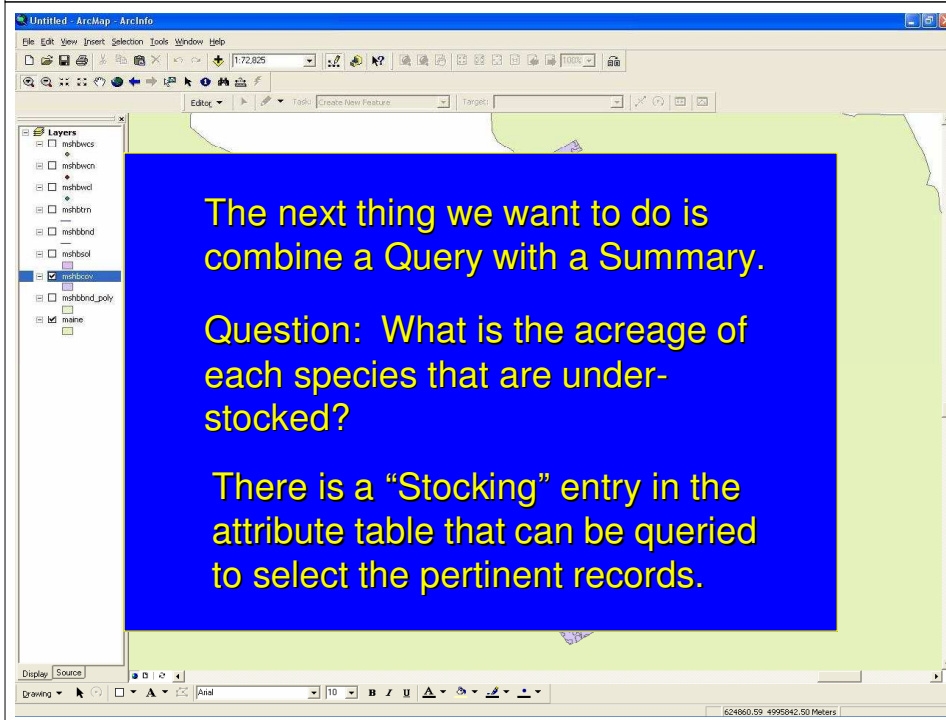 Untitled - ArcMap - ArcInfo
File Edit View Insert Selection Tools Window Help
1:72,825
100%
Editor Task: Create New Feature Target:
Layers
mshbwcs
mshbwcn
mshbwcl
mshbtrn
mshbbnd
mshbsol
mshbcov
mshbbnd_poly
maine
The next thing we want to do is
combine a Query with a Summary.
Question: What is the acreage of
each species that are under-
stocked?
There is a “Stocking” entry in the
attribute table that can be queried
to select the pertinent records.
Display Source
Drawing A Arial 10 B I U A
624860.59 4995842.50 Meters